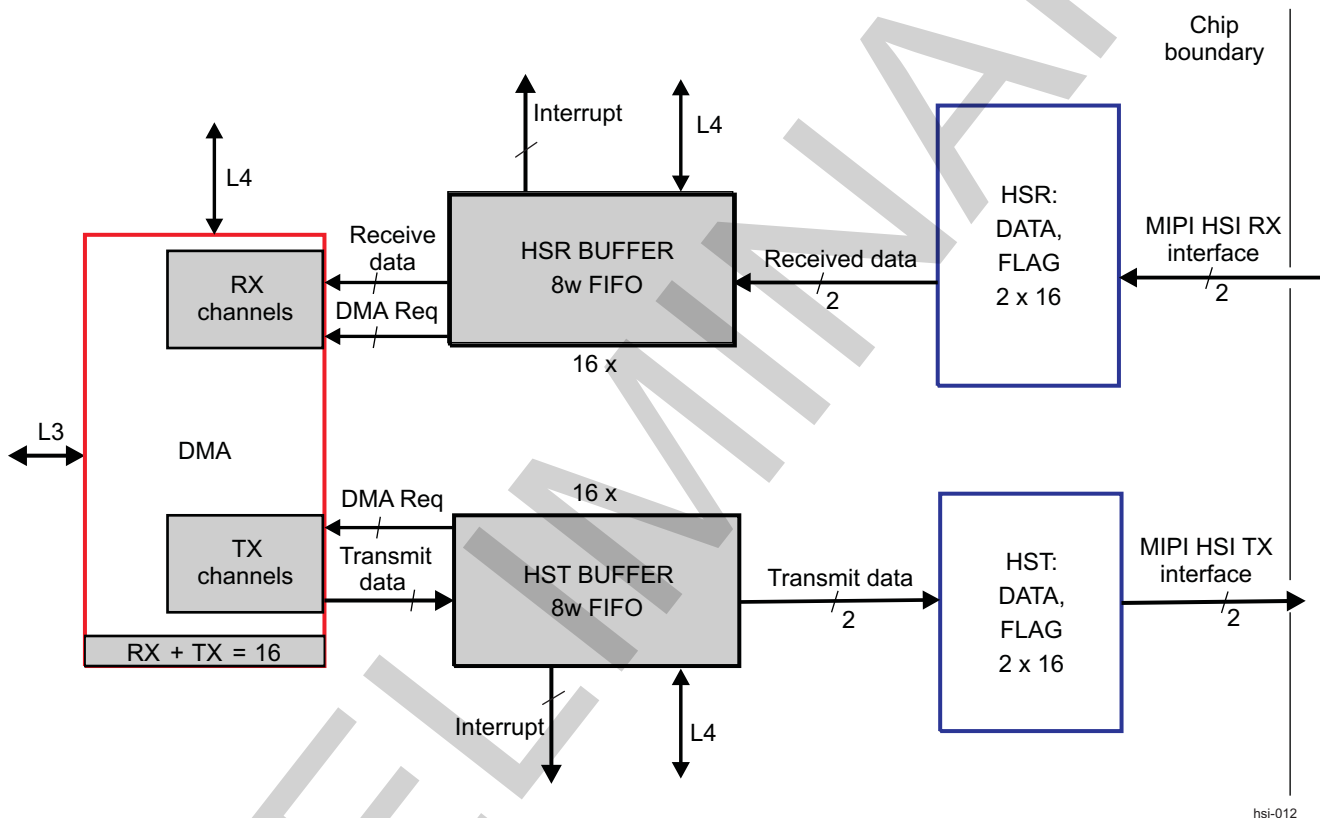 Chip
boundary
Interrupt
L4
L4
HSR:
DATA,
FLAG
2 x 16
MIPI HSI RX
interface
2
Receive
data
HSR BUFFER
8w FIFO
Received data
2
RX
channels
DMA Req
16 x
L3
DMA
16 x
DMA Req
TX
channels
Transmit
data
HST BUFFER
8w FIFO
Transmit data
2
HST:
DATA,
FLAG
2 x 16
MIPI HSI TX
interface
2
RX + TX = 16
Interrupt
L4
hsi-012